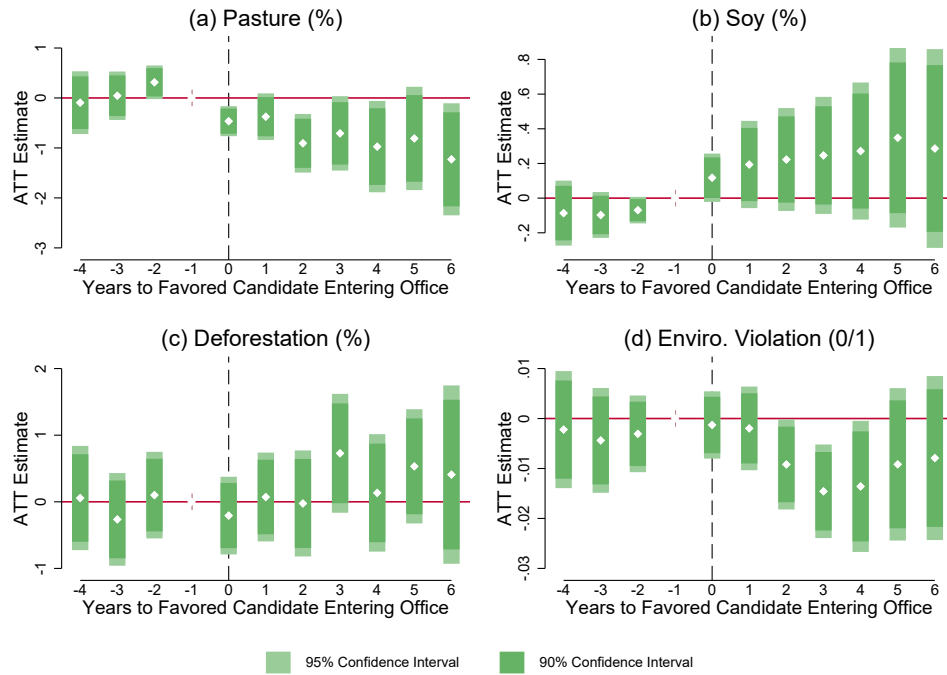 (a) Pasture (%)
ATT Estimate
1
0
-1
-2
-3
-4 -3 -2 -1 0 1 2 3 4 5 6
Years to Favored Candidate Entering Office
(b) Soy (%)
ATT Estimate
.8
.6
.4
.2
0
-.2
-4 -3 -2 -1 0 1 2 3 4 5 6
Years to Favored Candidate Entering Office
(c) Deforestation (%)
ATT Estimate
2
1
0
-1
-4 -3 -2 -1 0 1 2 3 4 5 6
Years to Favored Candidate Entering Office
(d) Enviro. Violation (0/1)
ATT Estimate
.01
0
-.01
-.02
-.03
-4 -3 -2 -1 0 1 2 3 4 5 6
Years to Favored Candidate Entering Office
95% Confidence Interval
90% Confidence Interval